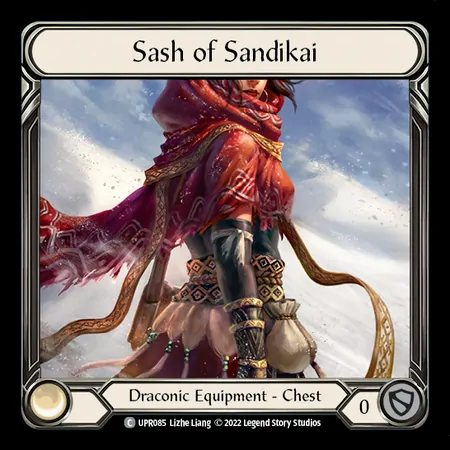 Sash of Sandikai
Draconic Equipment - Chest
0
C UPR085 Lizhe Liang © 2022 Legend Story Studios